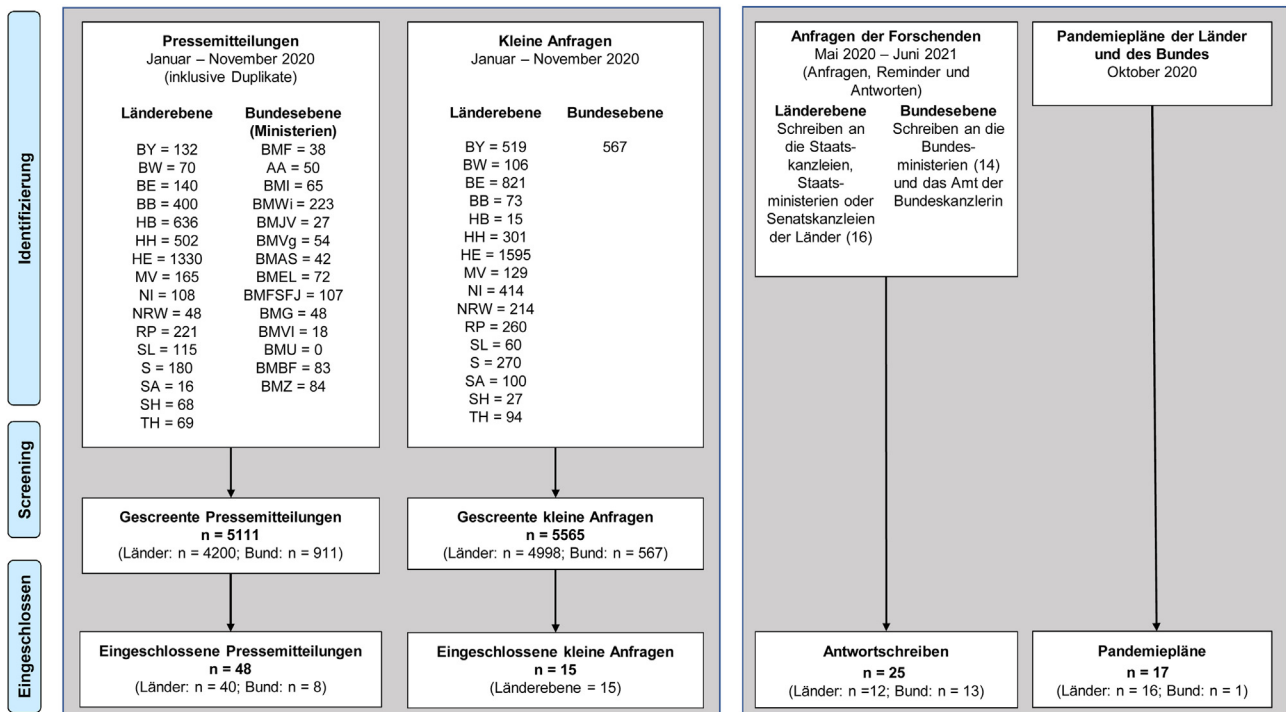 Identifizierung
Pressemitteilungen
Januar – November 2020
(inklusive Duplikate)
Länderebene
BY = 132
BW = 70
BE = 140
BB = 400
HB = 636
HH = 502
HE = 1330
MV = 165
NI = 108
NRW = 48
RP = 221
SL = 115
S = 180
SA = 16
SH = 68
TH = 69
Bundesebene
(Ministerien)
BMF = 38
AA = 50
BMI = 65
BMWi = 223
BMJV = 27
BMVg = 54
BMAS = 42
BMEL = 72
BMFSFJ = 107
BMG = 48
BMVI = 18
BMU = 0
BMBF = 83
BMZ = 84
Kleine Anfragen
Januar – November 2020
Länderebene
BY = 519
BW = 106
BE = 821
BB = 73
HB = 15
HH = 301
HE = 1595
MV = 129
NI = 414
NRW = 214
RP = 260
SL = 60
S = 270
SA = 100
SH = 27
TH = 94
Bundesebene
567
Anfragen der Forschenden
Mai 2020 – Juni 2021
(Anfragen, Reminder und
Antworten)
Länderebene
Schreiben an
die Staats-
kanzleien,
Staats-
ministerien oder
Senatskanzleien
der Länder (16)
Bundesebene
Schreiben an die
Bundes-
ministerien (14)
und das Amt der
Bundeskanzlerin
Pandemiepläne der Länder
und des Bundes
Oktober 2020
Screening
Gescreente Pressemitteilungen
n = 5111
(Länder: n = 4200; Bund: n = 911)
Gescreente kleine Anfragen
n = 5565
(Länder: n = 4998; Bund: n = 567)
Eingeschlossen
Eingeschlossene Pressemitteilungen
n = 48
(Länder: n = 40; Bund: n = 8)
Eingeschlossene kleine Anfragen
n = 15
(Länderebene = 15)
Antwortschreiben
n = 25
(Länder: n =12; Bund: n = 13)
Pandemiepläne
n = 17
(Länder: n = 16; Bund: n = 1)